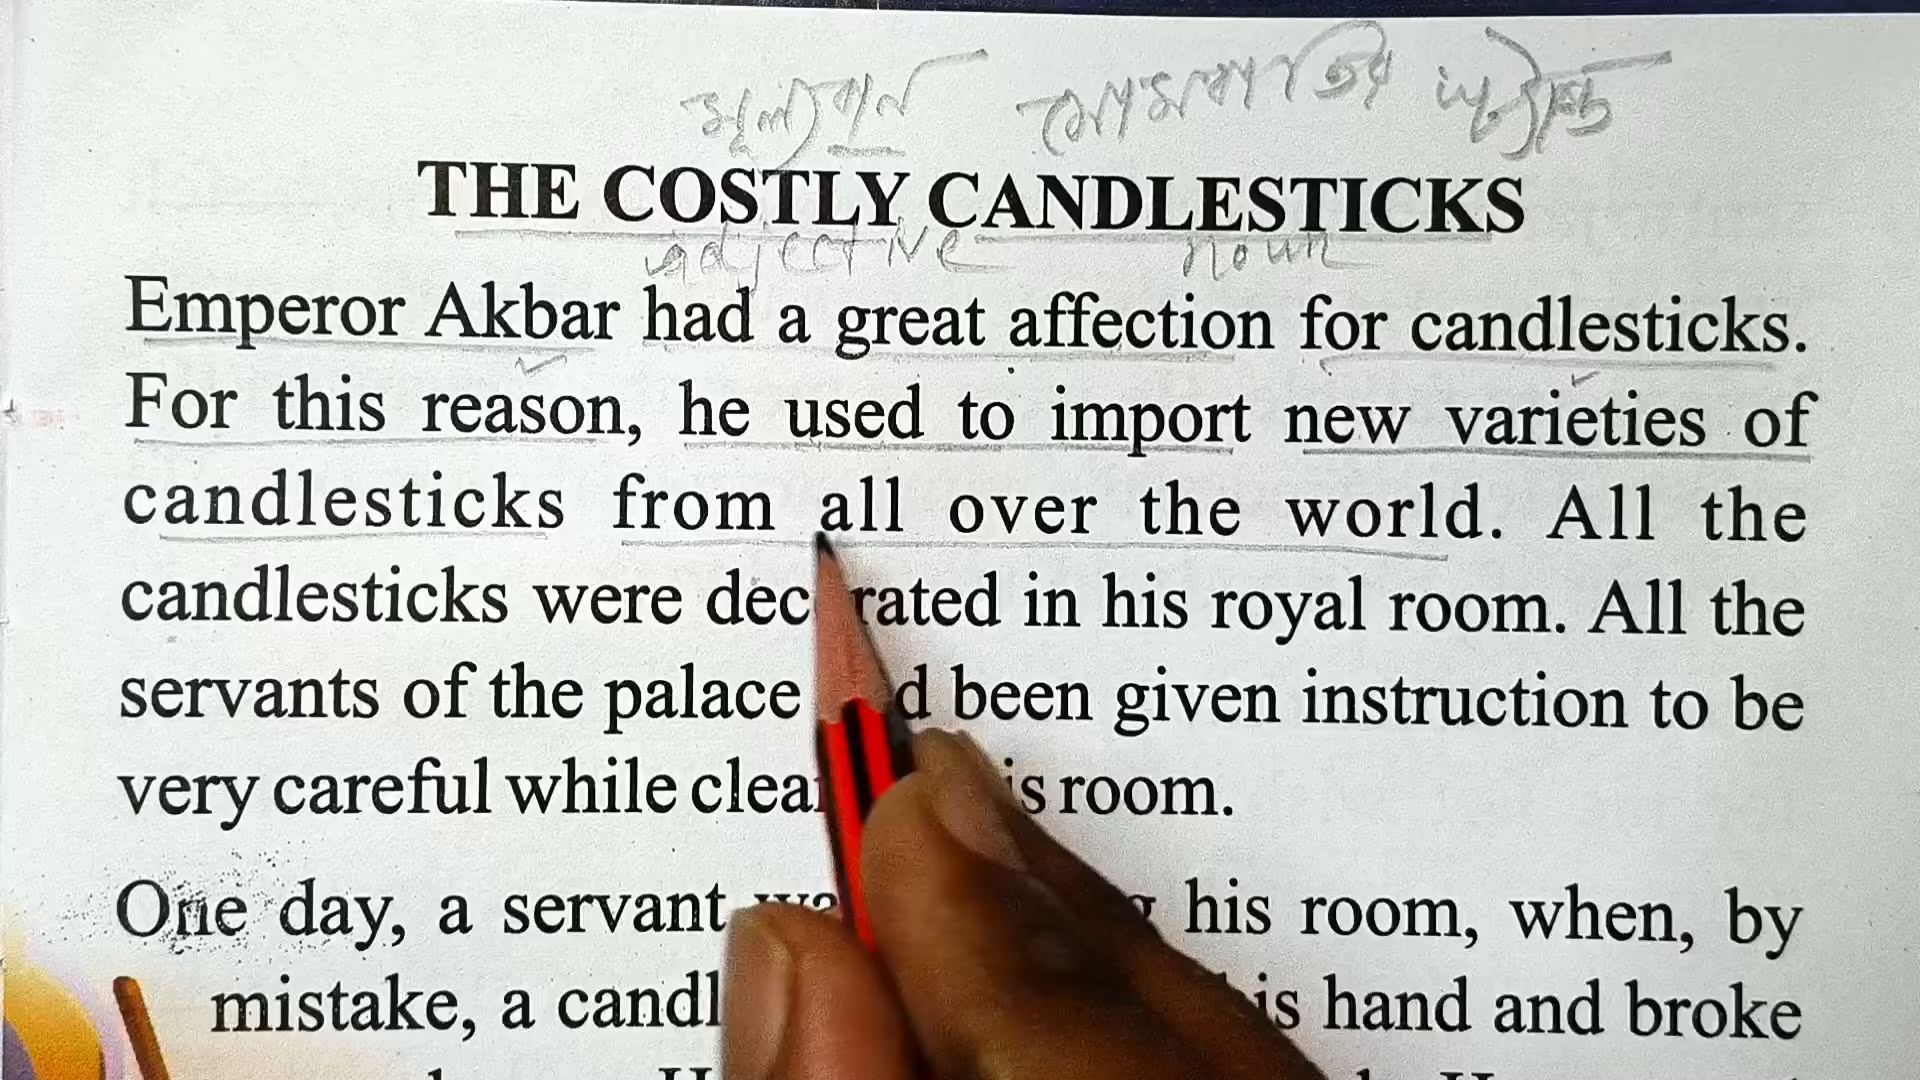 মূল্যবান মোমবাতির স্ট্যান্ড
THE COSTLY CANDLESTICKS
adjective noun
Emperor Akbar had a great affection for candlesticks.
For this reason, he used to import new varieties of
candlesticks from all over the world. All the
candlesticks were dec rated in his royal room. All the
servants of the palace d been given instruction to be
very careful while clea is room.
One day, a servant his room, when, by
mistake, a candl is hand and broke